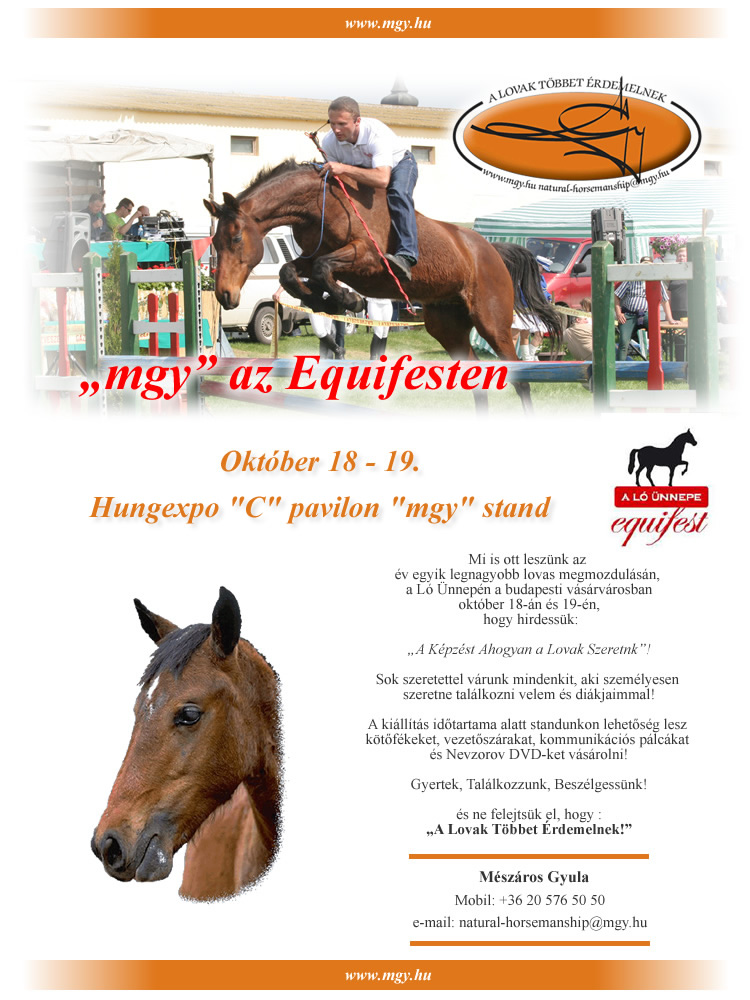 www.mgy.hu
A LOVAK TÖBBET ÉRDEMELNEK
www.mgy.hu natural-horsemanship@mgy.hu
„mgy” az Equifesten
Október 18 - 19.
Hungexpo "C" pavilon "mgy" stand
A LÓ ÜNNEPE
equifest
Mi is ott leszünk az
év egyik legnagyobb lovas megmozdulásán,
a Ló Ünnepén a budapesti vásárvárosban
október 18-án és 19-én,
hogy hirdessük:
„A Képzést Ahogyan a Lovak Szeretnk”!
Sok szeretettel várunk mindenkit, aki személyesen
szeretne találkozni velem és diákjaimmal!
A kiállítás időtartama alatt standunkon lehetőség lesz
kötőfékeket, vezetőszárakat, kommunikációs pálcákat
és Nevzorov DVD-ket vásárolni!
Gyertek, Találkozzunk, Beszélgessünk!
és ne felejtsük el, hogy :
„A Lovak Többet Érdemelnek!”
Mészáros Gyula
Mobil: +36 20 576 50 50
e-mail: natural-horsemanship@mgy.hu
www.mgy.hu